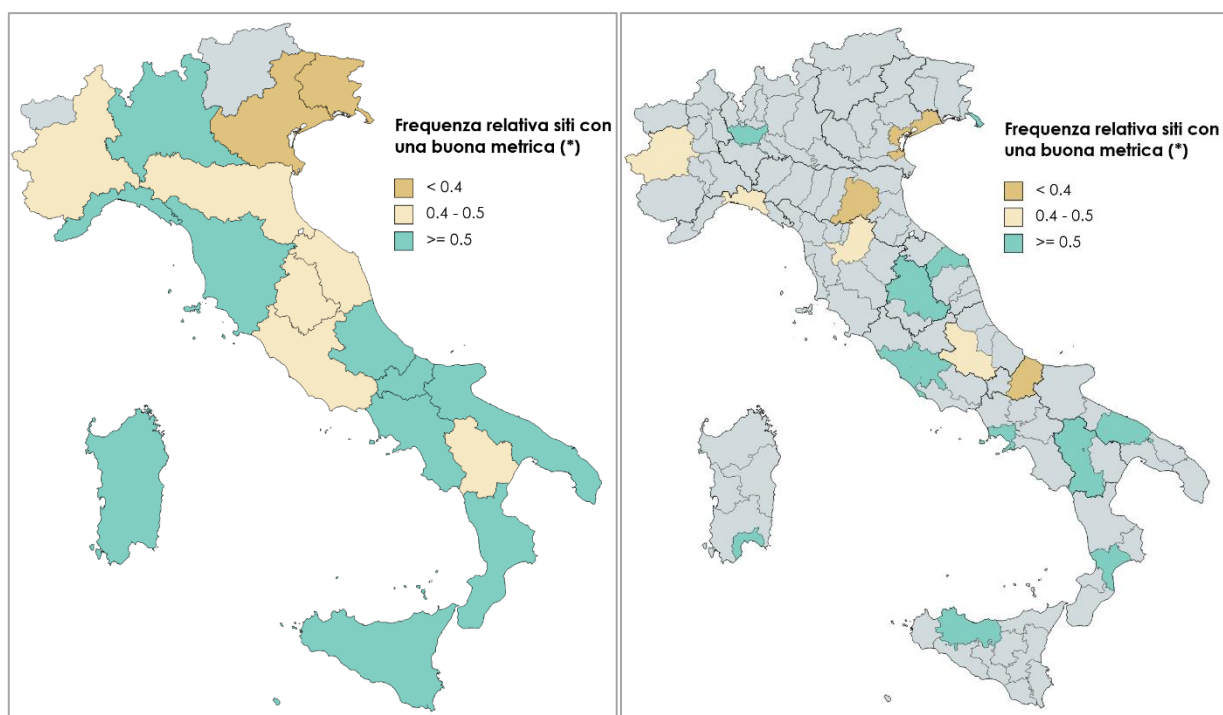 Frequenza relativa siti con
una buona metrica (*)
< 0.4
0.4 - 0.5
>= 0.5
Frequenza relativa siti con
una buona metrica (*)
< 0.4
0.4 - 0.5
>= 0.5